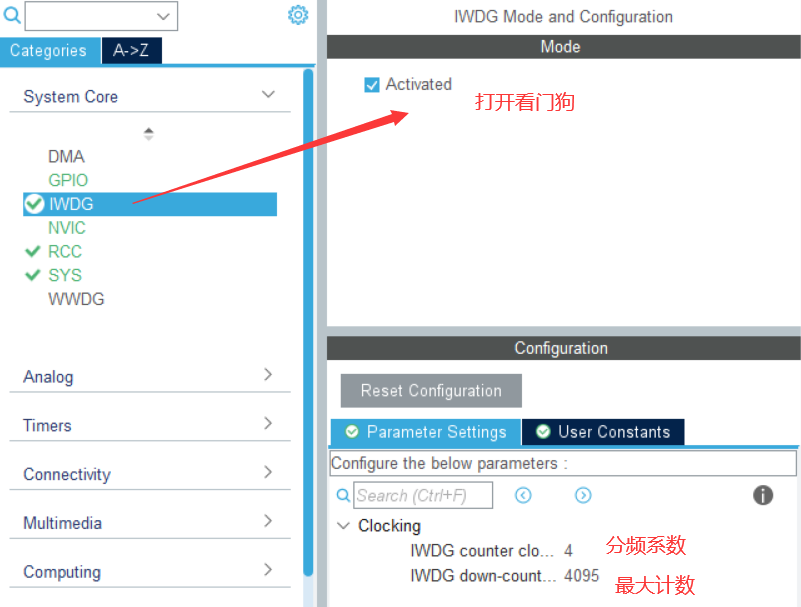 Categories
A->Z
System Core
DMA
GPIO
IWDG
NVIC
RCC
SYS
WWDG
Analog
Timers
Connectivity
Multimedia
Computing
IWDG Mode and Configuration
Mode
Activated
打开看门狗
Configuration
Reset Configuration
Parameter Settings
User Constants
Configure the below parameters :
Search (Ctrl+F)
Clocking
IWDG counter clo... 4
分频系数
IWDG down-count... 4095
最大计数